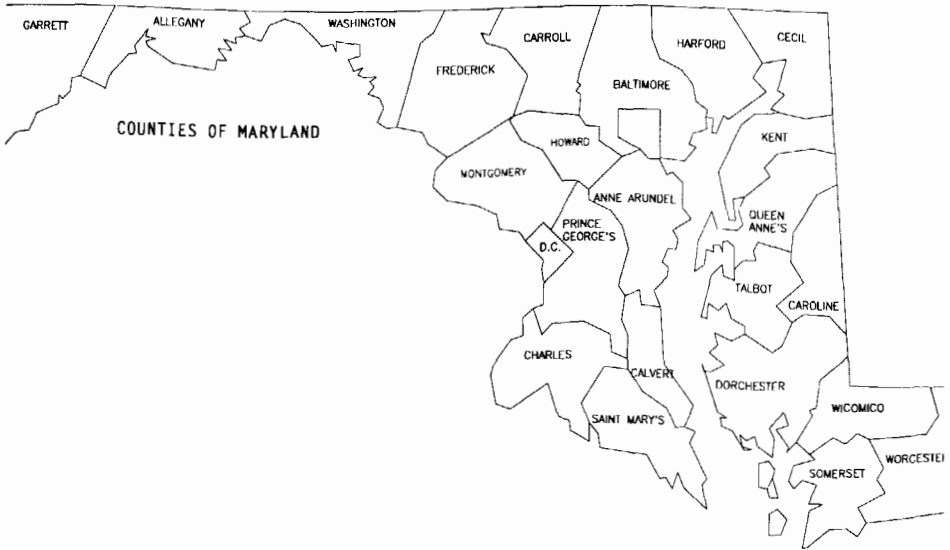 GARRETT
ALLEGANY
WASHINGTON
FREDERICK
CARROLL
BALTIMORE
HARFORD
CECIL
COUNTIES OF MARYLAND
HOWARD
KENT
MONTGOMERY
ANNE ARUNDEL
PRINCE
GEORGE'S
QUEEN
ANNE'S
D.C.
TALBOT
CAROLINE
CHARLES
CALVERT
DORCHESTER
SAINT MARY'S
WICOMICO
SOMERSET
WORCESTE